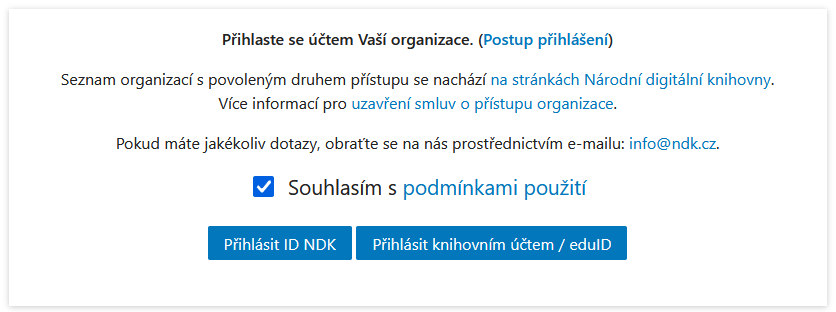 Přihlaste se účtem Vaší organizace. (Postup přihlášení)
Seznam organizací s povoleným druhem přístupu se nachází na stránkách Národní digitální knihovny.
Více informací pro uzavření smluv o přístupu organizace.
Pokud máte jakékoliv dotazy, obraťte se na nás prostřednictvím e-mailu: info@ndk.cz.
Souhlasím s podmínkami použití
Přihlásit ID NDK Přihlásit knihovním účtem / eduID